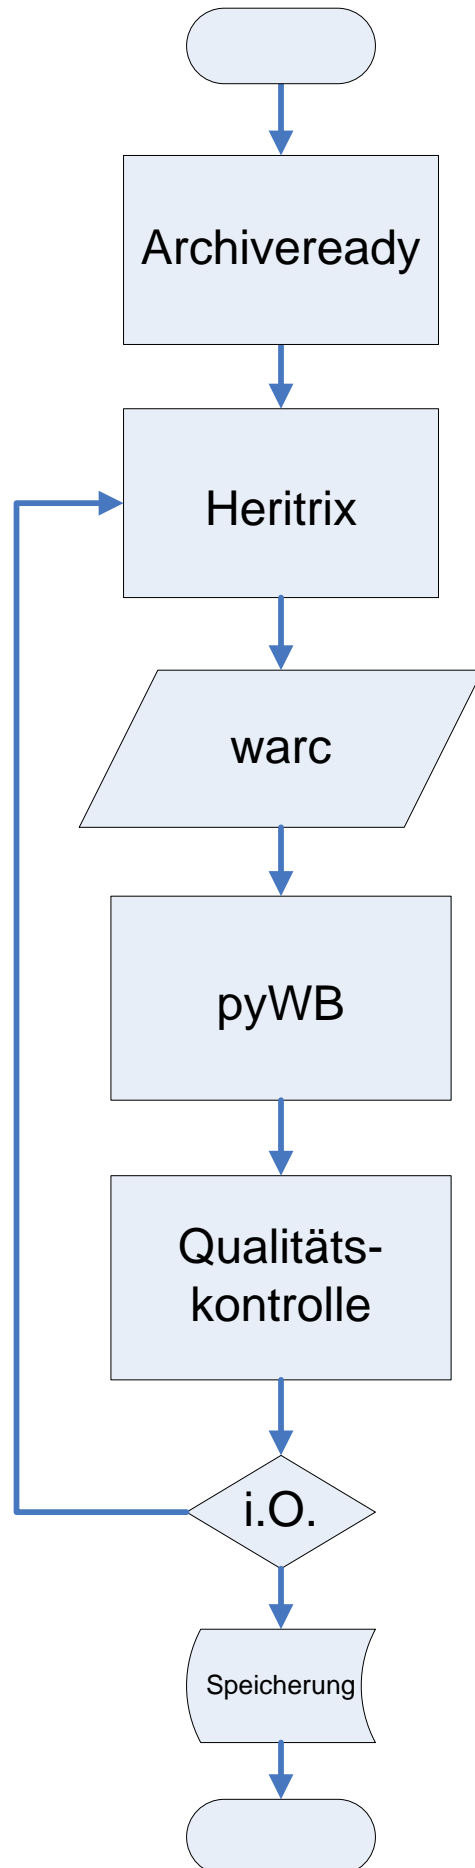 Archiveready
Heritrix
warc
pyWB
Qualitäts-
kontrolle
i.O.
Speicherung